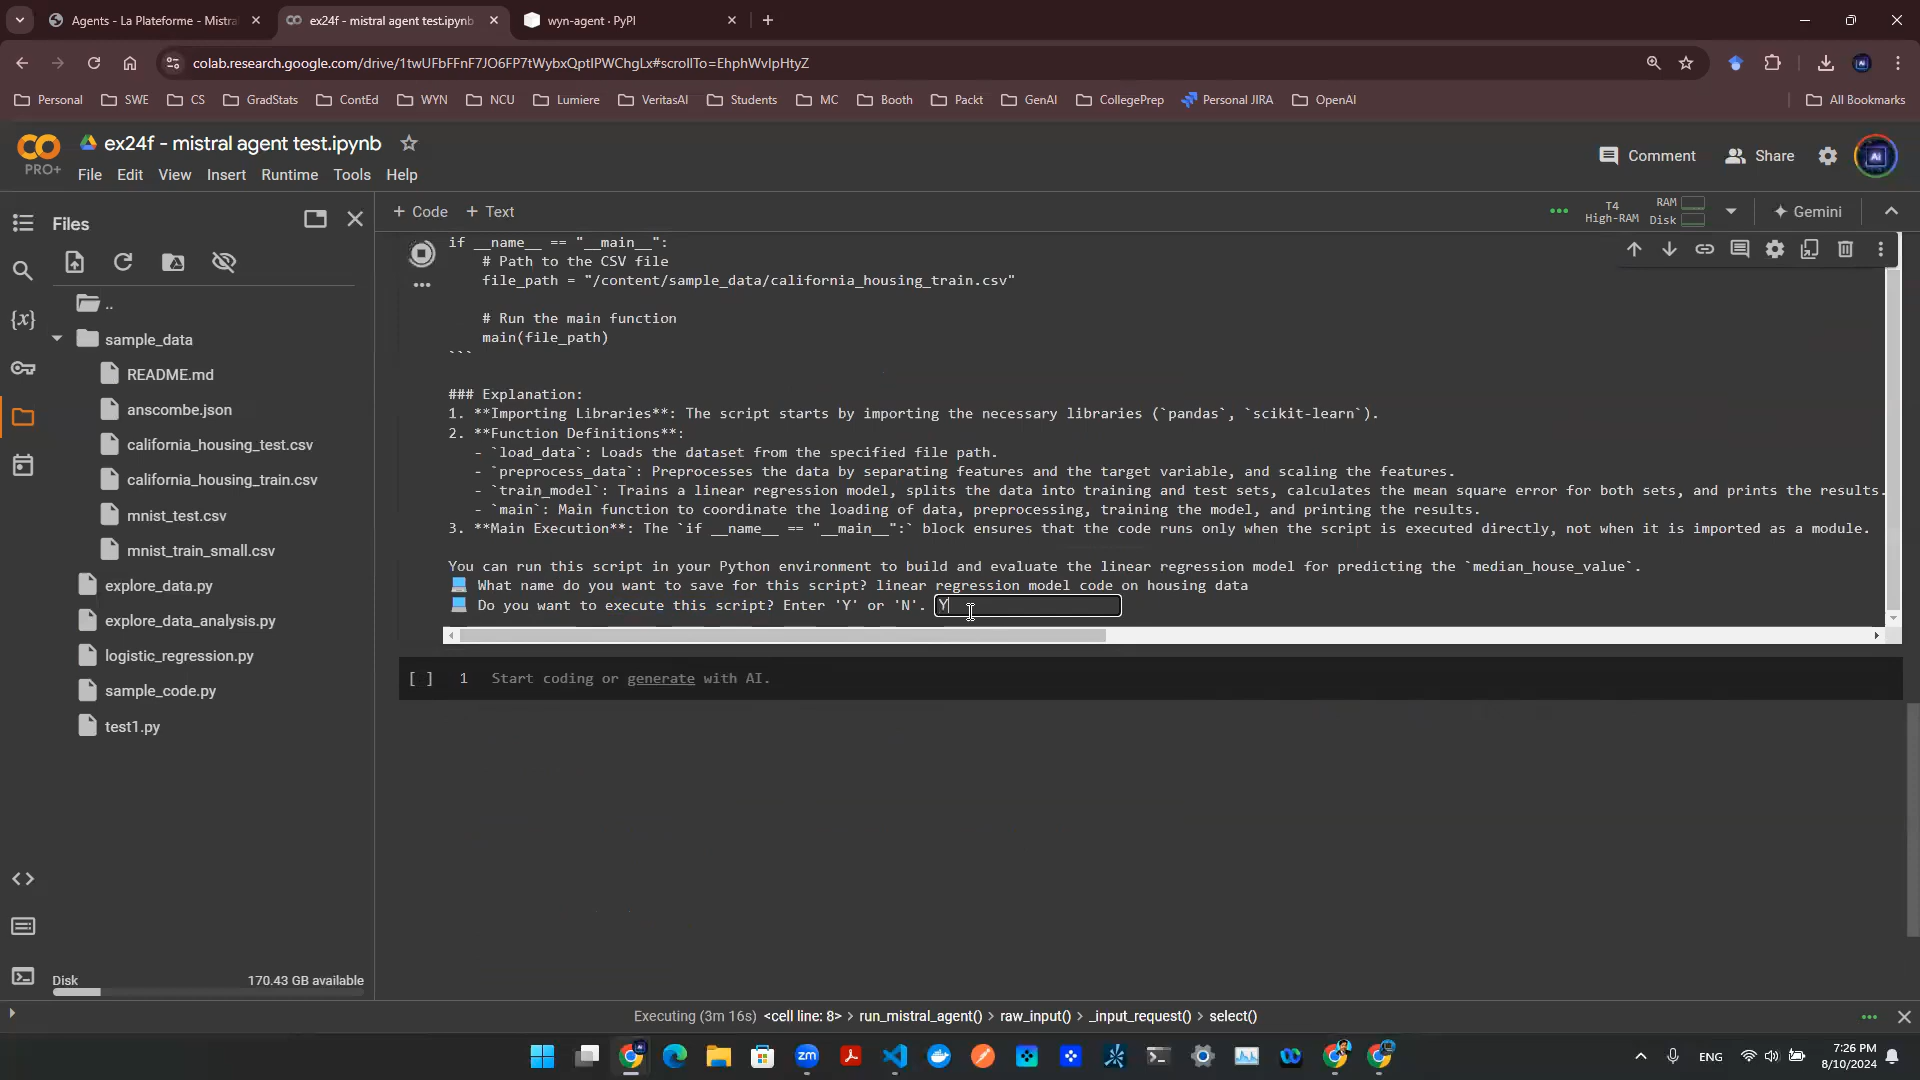 Agents - La Plateforme - Mistra
ex24f - mistral agent test.ipynb
wyn-agent · PyPI
colab.research.google.com/drive/1twUFbFFnF7JO6FP7tWybxQptIPWChgLx#scrollTo=EhphWvIpHtyZ
Personal SWE CS GradStats ContEd WYN NCU Lumiere VeritasAI Students MC Booth Packt GenAI CollegePrep Personal JIRA OpenAI All Bookmarks
CO
PRO+
ex24f - mistral agent test.ipynb
File Edit View Insert Runtime Tools Help
Comment Share
Ai
Files
+ Code + Text
T4
High-RAM
RAM
Disk
Gemini
..
sample_data
README.md
anscombe.json
california_housing_test.csv
california_housing_train.csv
mnist_test.csv
mnist_train_small.csv
explore_data.py
explore_data_analysis.py
logistic_regression.py
sample_code.py
test1.py
Disk 170.43 GB available
if __name__ == "__main__":
# Path to the CSV file
file_path = "/content/sample_data/california_housing_train.csv"
# Run the main function
main(file_path)
```
### Explanation:
1. **Importing Libraries**: The script starts by importing the necessary libraries (`pandas`, `scikit-learn`).
2. **Function Definitions**:
- `load_data`: Loads the dataset from the specified file path.
- `preprocess_data`: Preprocesses the data by separating features and the target variable, and scaling the features.
- `train_model`: Trains a linear regression model, splits the data into training and test sets, calculates the mean square error for both sets, and prints the results.
- `main`: Main function to coordinate the loading of data, preprocessing, training the model, and printing the results.
3. **Main Execution**: The `if __name__ == "__main__":` block ensures that the code runs only when the script is executed directly, not when it is imported as a module.
You can run this script in your Python environment to build and evaluate the linear regression model for predicting the `median_house_value`.
What name do you want to save for this script? linear regression model code on housing data
Do you want to execute this script? Enter 'Y' or 'N'. Y
[ ] 1 Start coding or generate with AI.
Executing (3m 16s) <cell line: 8> > run_mistral_agent() > raw_input() > _input_request() > select()
ENG
7:26 PM
8/10/2024